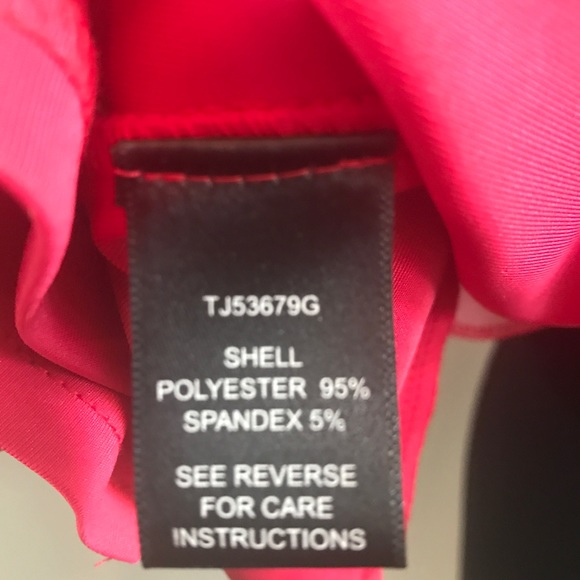 TJ53679G
SHELL
POLYESTER 95%
SPANDEX 5%
SEE REVERSE
FOR CARE
INSTRUCTIONS